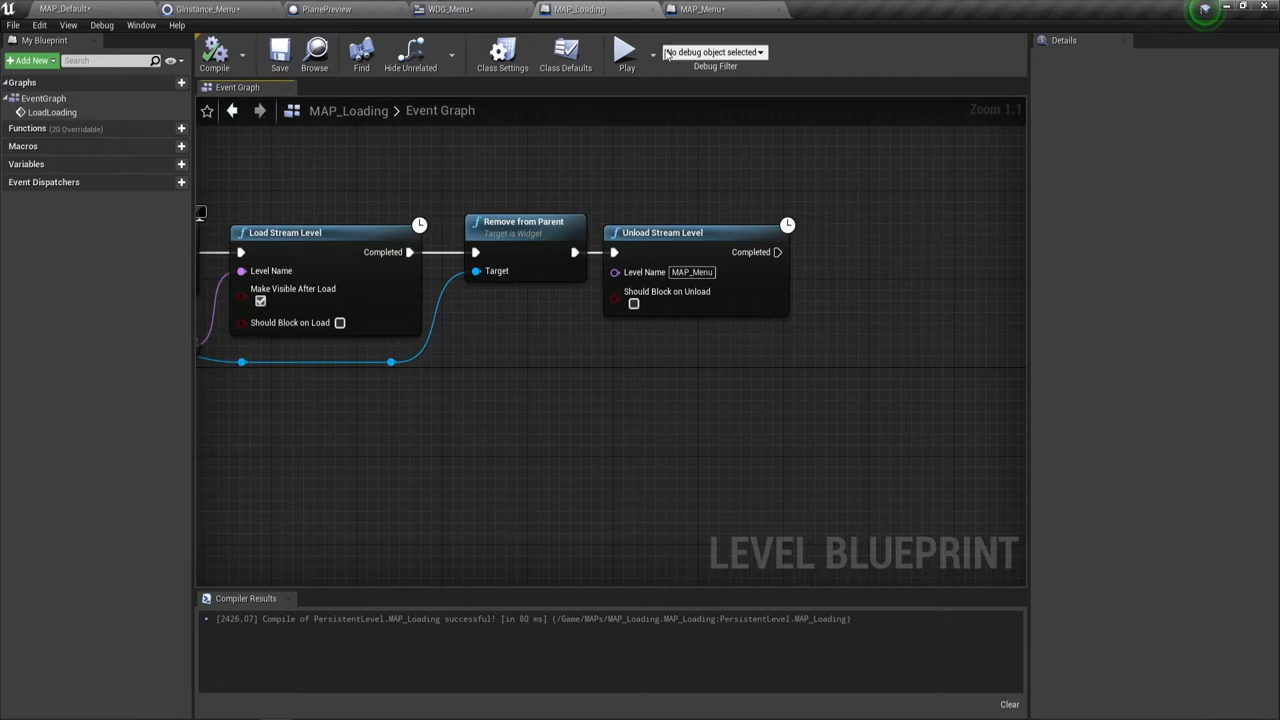 MAP_Default* GInstance_Menu* PlanePreview WDG_Menu* MAP_Loading MAP_Menu*
File Edit View Debug Window Help
My Blueprint Details
+Add New Search Compile Save Browse Find Hide Unrelated Class Settings Class Defaults Play No debug object selected Debug Filter
Graphs
EventGraph
LoadLoading
Functions (20 Overridable)
Macros
Variables
Event Dispatchers
Event Graph
MAP_Loading > Event Graph Zoom 1:1
Load Stream Level
Completed
Level Name
Make Visible After Load
Should Block on Load
Remove from Parent
Target is Widget
Target
Unload Stream Level
Completed
Level Name MAP_Menu
Should Block on Unload
LEVEL BLUEPRINT
Compiler Results
[2426.07] Compile of PersistentLevel.MAP_Loading successful! [in 80 ms] (/Game/MAPs/MAP_Loading.MAP_Loading:PersistentLevel.MAP_Loading)
Clear